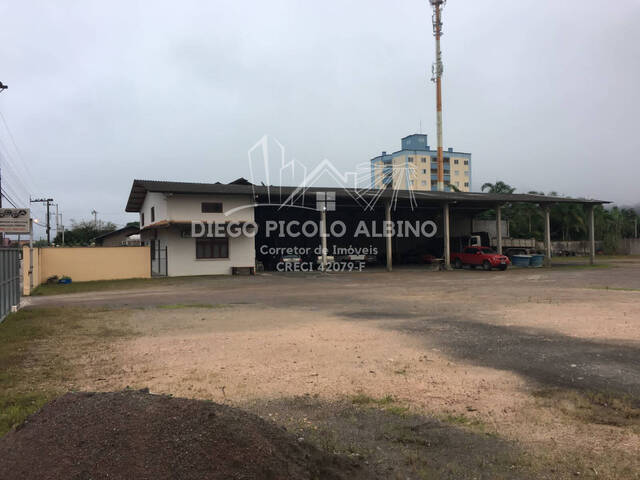 DIEGO PICOLO ALBINO
Corretor de Imóveis
CRECI 42079-F